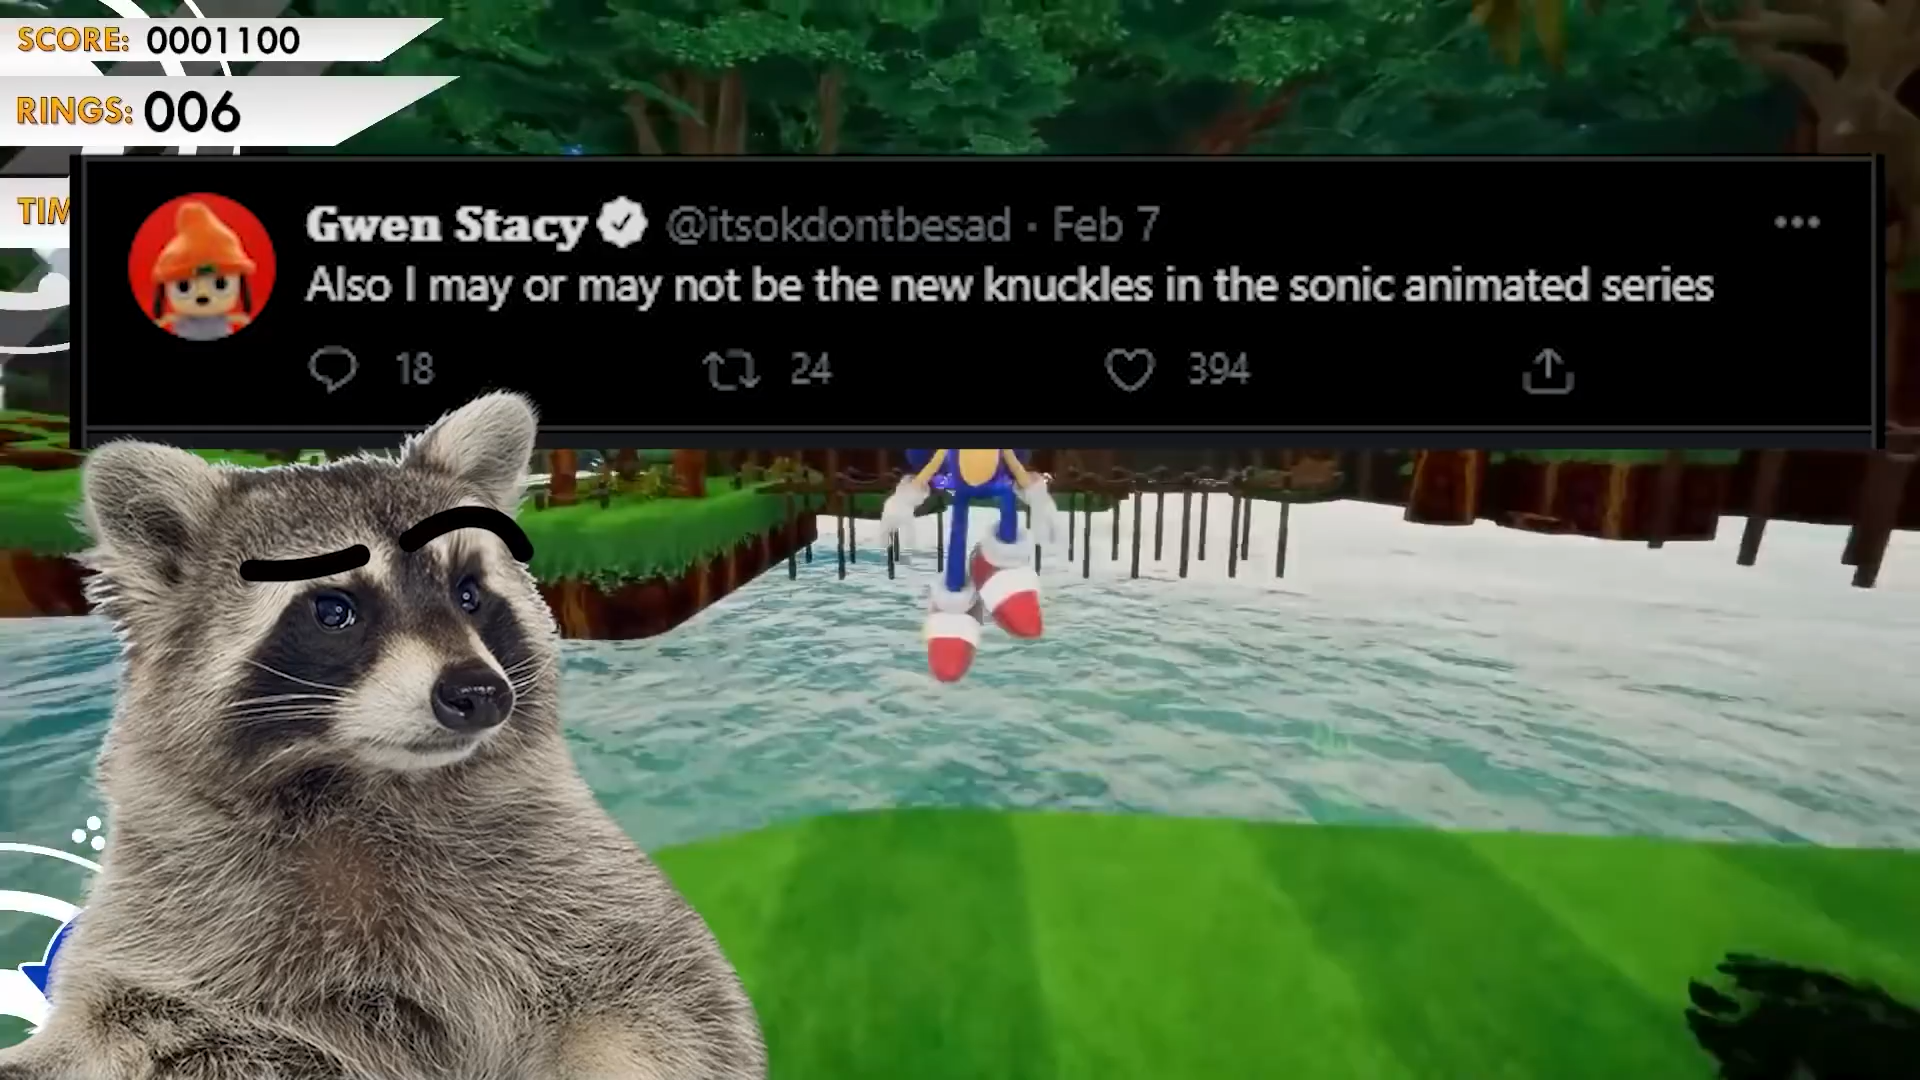 SCORE: 0001100
RINGS: 006
TIM
Gwen Stacy @itsokdontbesad · Feb 7
Also I may or may not be the new knuckles in the sonic animated series
18 24 394